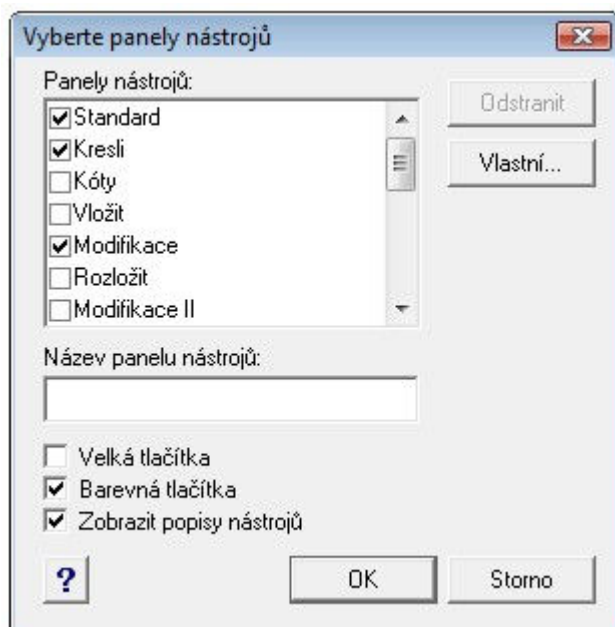 Vyberte panely nástrojů
Panely nástrojů:
Standard
Kresli
Kóty
Vložit
Modifikace
Rozložit
Modifikace II
Odstranit
Vlastní...
Název panelu nástrojů:
Velká tlačítka
Barevná tlačítka
Zobrazit popisy nástrojů
?
OK
Storno